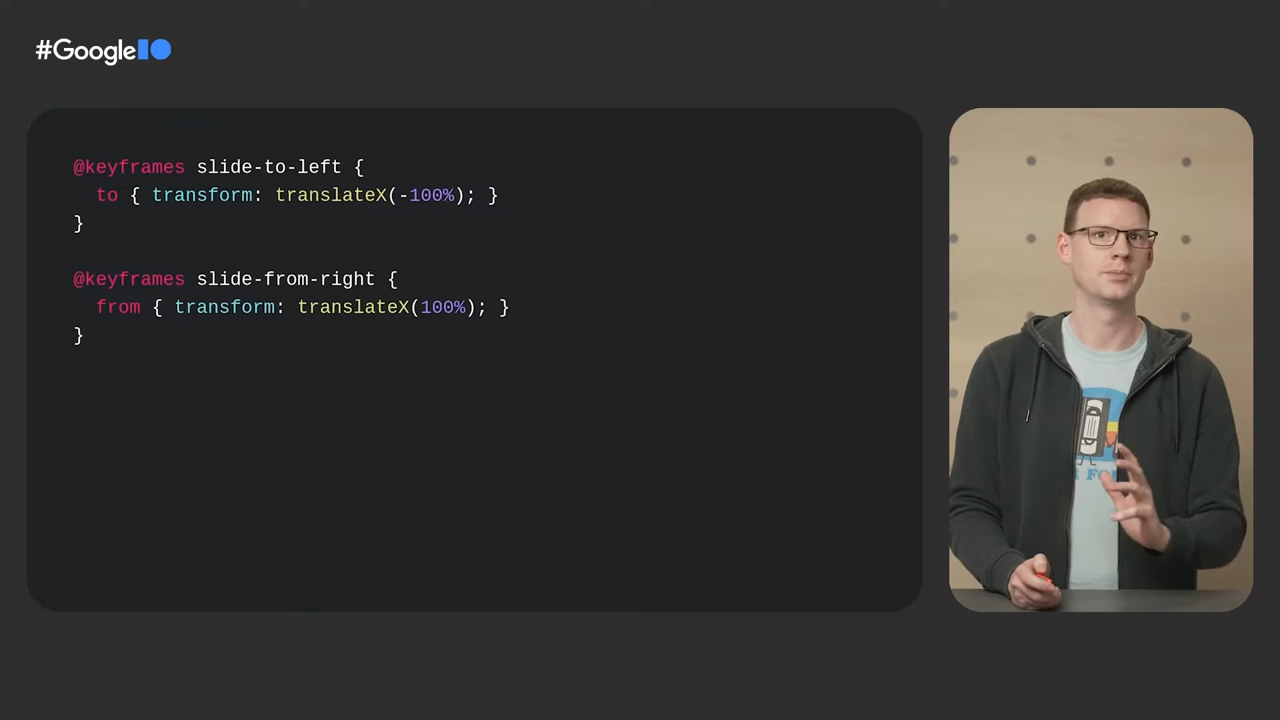 #GoogleIO
@keyframes slide-to-left {
  to { transform: translateX(-100%); }
}
@keyframes slide-from-right {
  from { transform: translateX(100%); }
}